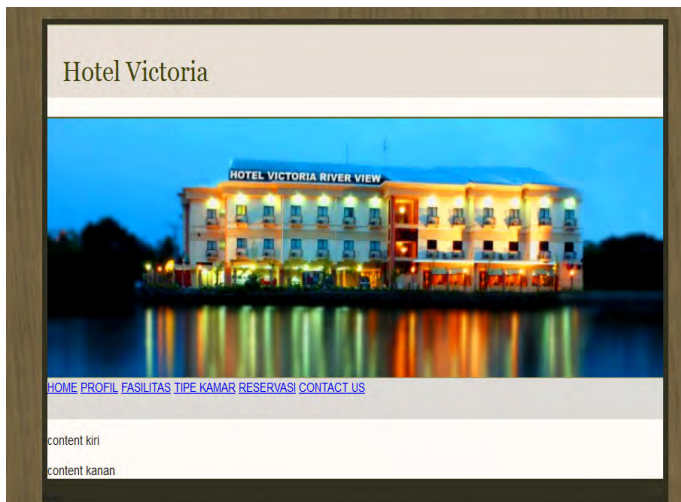 Hotel Victoria
HOTEL VICTORIA RIVER VIEW
HOME PROFIL FASILITAS TIPE KAMAR RESERVASI CONTACT US
content kiri
content kanan